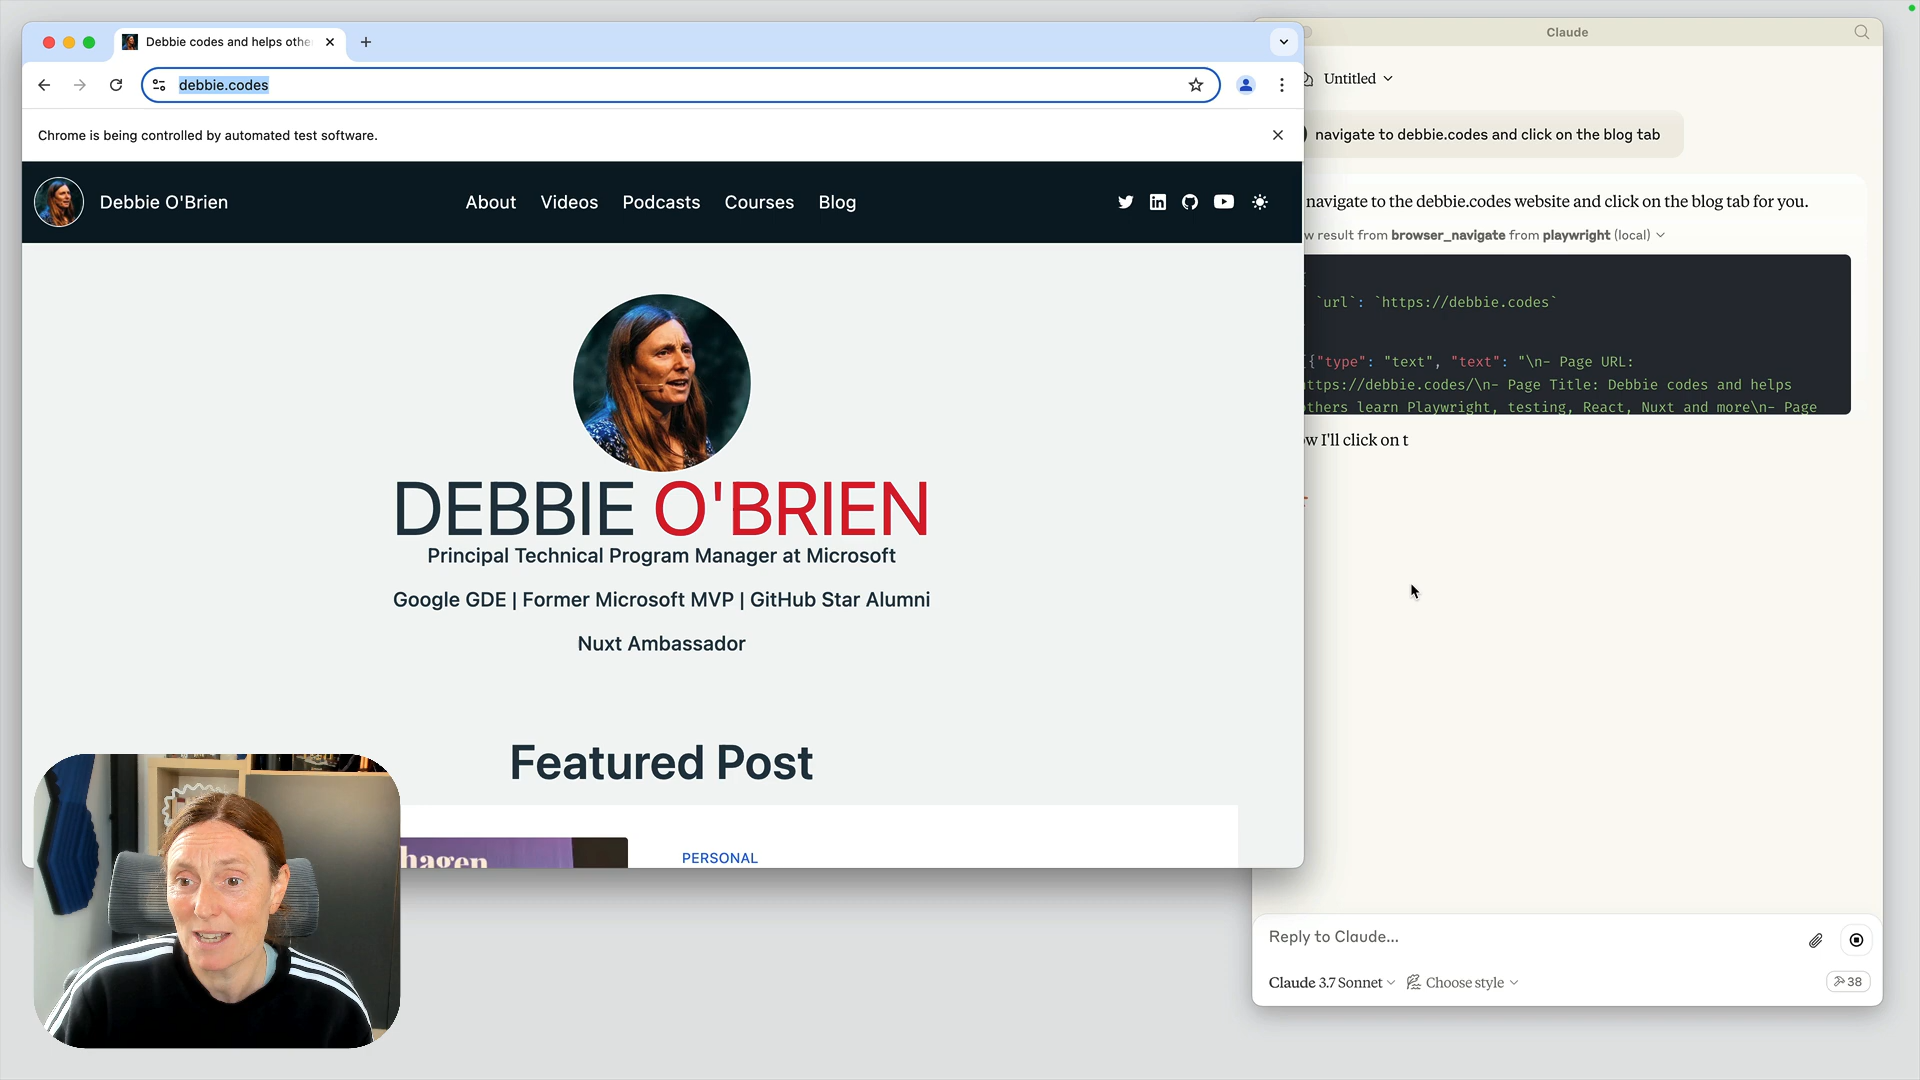 Debbie codes and helps othe
debbie.codes
Chrome is being controlled by automated test software.
Debbie O'Brien
About
Videos
Podcasts
Courses
Blog
DEBBIE O'BRIEN
Principal Technical Program Manager at Microsoft
Google GDE | Former Microsoft MVP | GitHub Star Alumni
Nuxt Ambassador
Featured Post
hagen
PERSONAL
Claude
Untitled
navigate to debbie.codes and click on the blog tab
navigate to the debbie.codes website and click on the blog tab for you.
w result from browser_navigate from playwright (local)
`url`: `https://debbie.codes`
[{"type": "text", "text": "\n- Page URL:
https://debbie.codes/\n- Page Title: Debbie codes and helps
others learn Playwright, testing, React, Nuxt and more\n- Page
ow I'll click on t
Reply to Claude...
Claude 3.7 Sonnet
Choose style
38